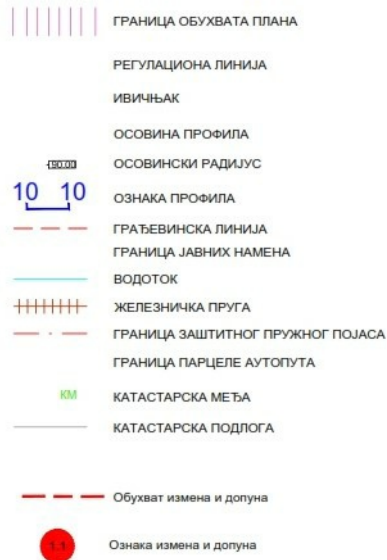 ГРАНИЦА ОБУХВАТА ПЛАНА
РЕГУЛАЦИОНА ЛИНИЈА
ИВИЧЊАК
ОСОВИНА ПРОФИЛА
R90.00 ОСОВИНСКИ РАДИЈУС
10 10 ОЗНАКА ПРОФИЛА
ГРАЂЕВИНСКА ЛИНИЈА
ГРАНИЦА ЈАВНИХ НАМЕНА
ВОДОТОК
ЖЕЛЕЗНИЧКА ПРУГА
ГРАНИЦА ЗАШТИТНОГ ПРУЖНОГ ПОЈАСА
ГРАНИЦА ПАРЦЕЛЕ АУТОПУТА
КМ КАТАСТАРСКА МЕЂА
КАТАСТАРСКА ПОДЛОГА
Обухват измена и допуна
1.1 Ознака измена и допуна